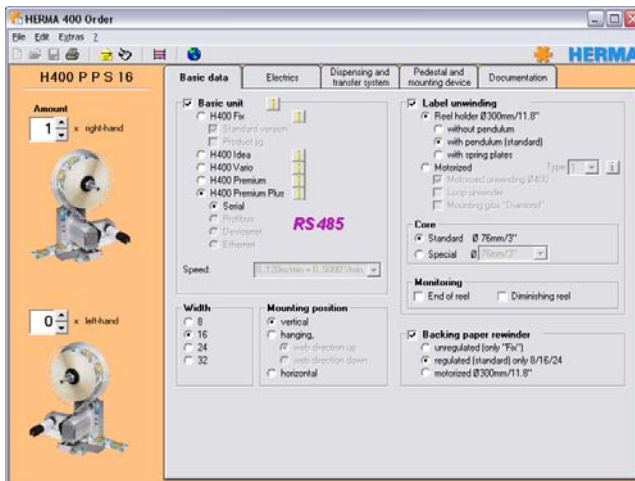 HERMA 400 Order
File Edit Extras ?
HERMA
H400 P P S 16
Amount
1 x right-hand
0 x left-hand
Basic data
Electrics
Dispensing and transfer system
Pedestal and mounting device
Documentation
Basic unit
H400 Fix
Standard version
Product jig
H400 Idea
H400 Vario
H400 Premium
H400 Premium Plus
Serial
Profibus
Devicenet
Ethernet
RS485
Speed:
Width
8
16
24
32
Mounting position
vertical
hanging,
web direction up
web direction down
horizontal
Label unwinding
Reel holder Ø300mm/11.8"
without pendulum
with pendulum (standard)
with spring plates
Motorized Type 1
Motorized unwinding Ø400
Loop unwinder
Mounting gibs "Diamond"
Core
Standard Ø 76mm/3"
Special Ø 76mm/3"
Monitoring
End of reel
Diminishing reel
Backing paper rewinder
unregulated (only "Fix")
regulated (standard) only 8/16/24
motorized Ø300mm/11.8"